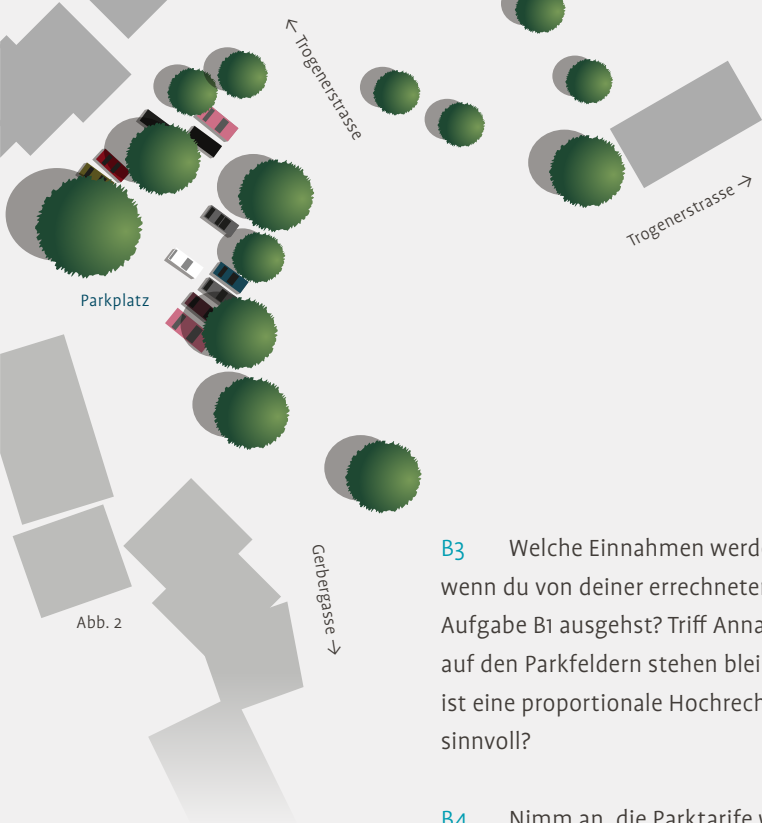 Trogenerstrasse
Trogenerstrasse
Parkplatz
Gerbergasse
Abb. 2
B3 Welche Einnahmen werd
wenn du von deiner errechneter
Aufgabe B1 ausgehst? Triff Anna
auf den Parkfeldern stehen blei
ist eine proportionale Hochrech
sinnvoll?
B4 Nimm an, die Parktarife